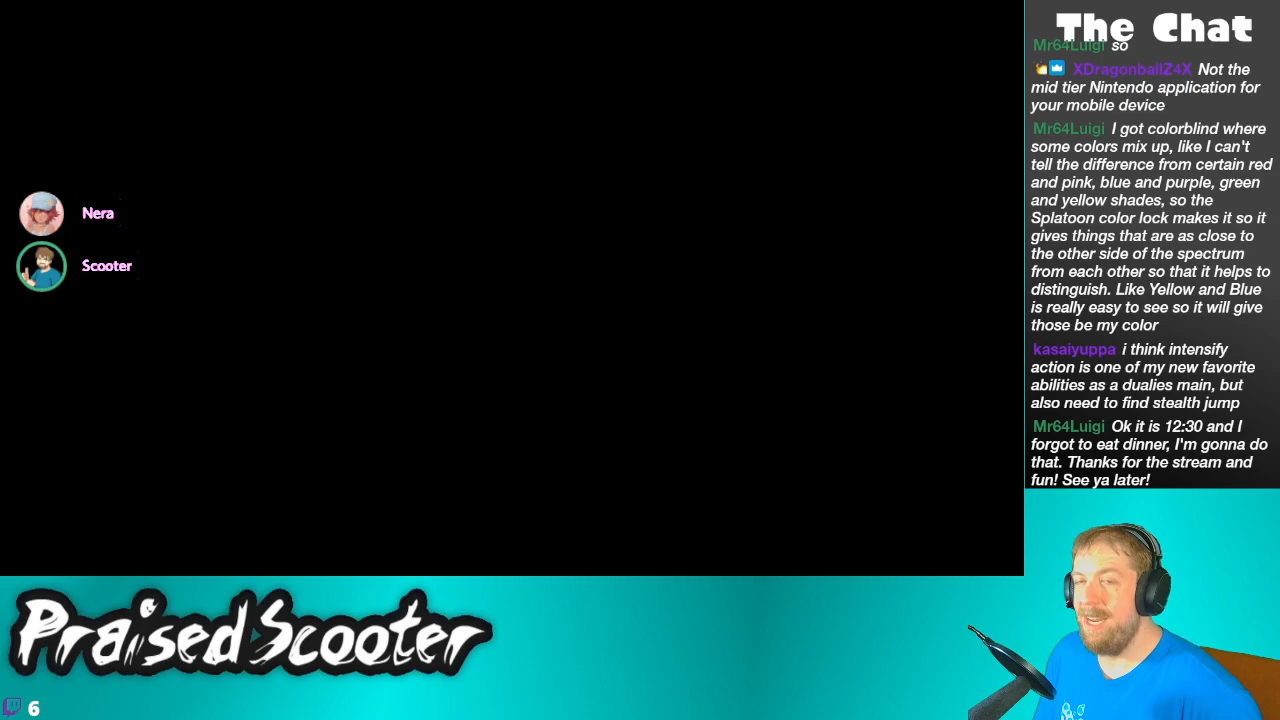 The Chat
Mr64Luigi so
XDragonballZ4X Not the
mid tier Nintendo application for
your mobile device
Mr64Luigi I got colorblind where
some colors mix up, like I can't
tell the difference from certain red
and pink, blue and purple, green
and yellow shades, so the
Splatoon color lock makes it so it
gives things that are as close to
the other side of the spectrum
from each other so that it helps to
distinguish. Like Yellow and Blue
is really easy to see so it will give
those be my color
kasaiyuppa i think intensify
action is one of my new favorite
abilities as a dualies main, but
also need to find stealth jump
Mr64Luigi Ok it is 12:30 and I
forgot to eat dinner, I'm gonna do
that. Thanks for the stream and
fun! See ya later!
Nera
Scooter
PraisedScooter
6